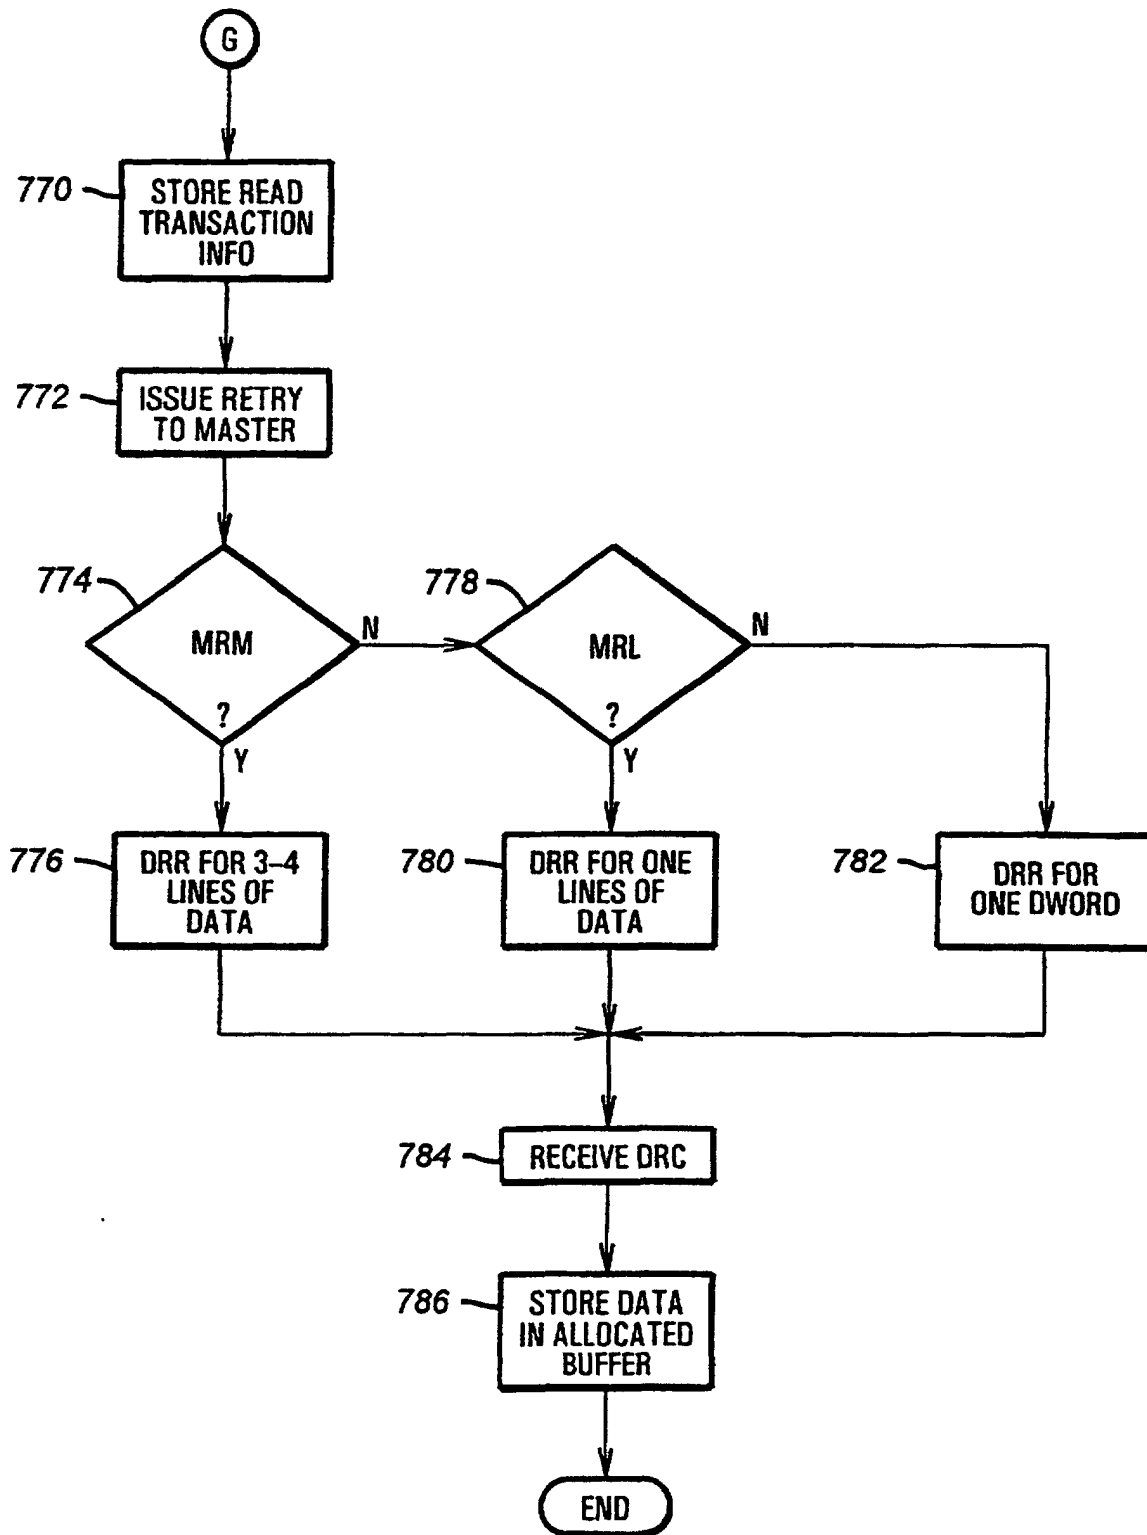 G
770
STORE READ
TRANSACTION
INFO
772
ISSUE RETRY
TO MASTER
774
MRM
?
N
Y
778
MRL
?
N
Y
776
DRR FOR 3–4
LINES OF
DATA
780
DRR FOR ONE
LINES OF
DATA
782
DRR FOR
ONE DWORD
784
RECEIVE DRC
786
STORE DATA
IN ALLOCATED
BUFFER
END